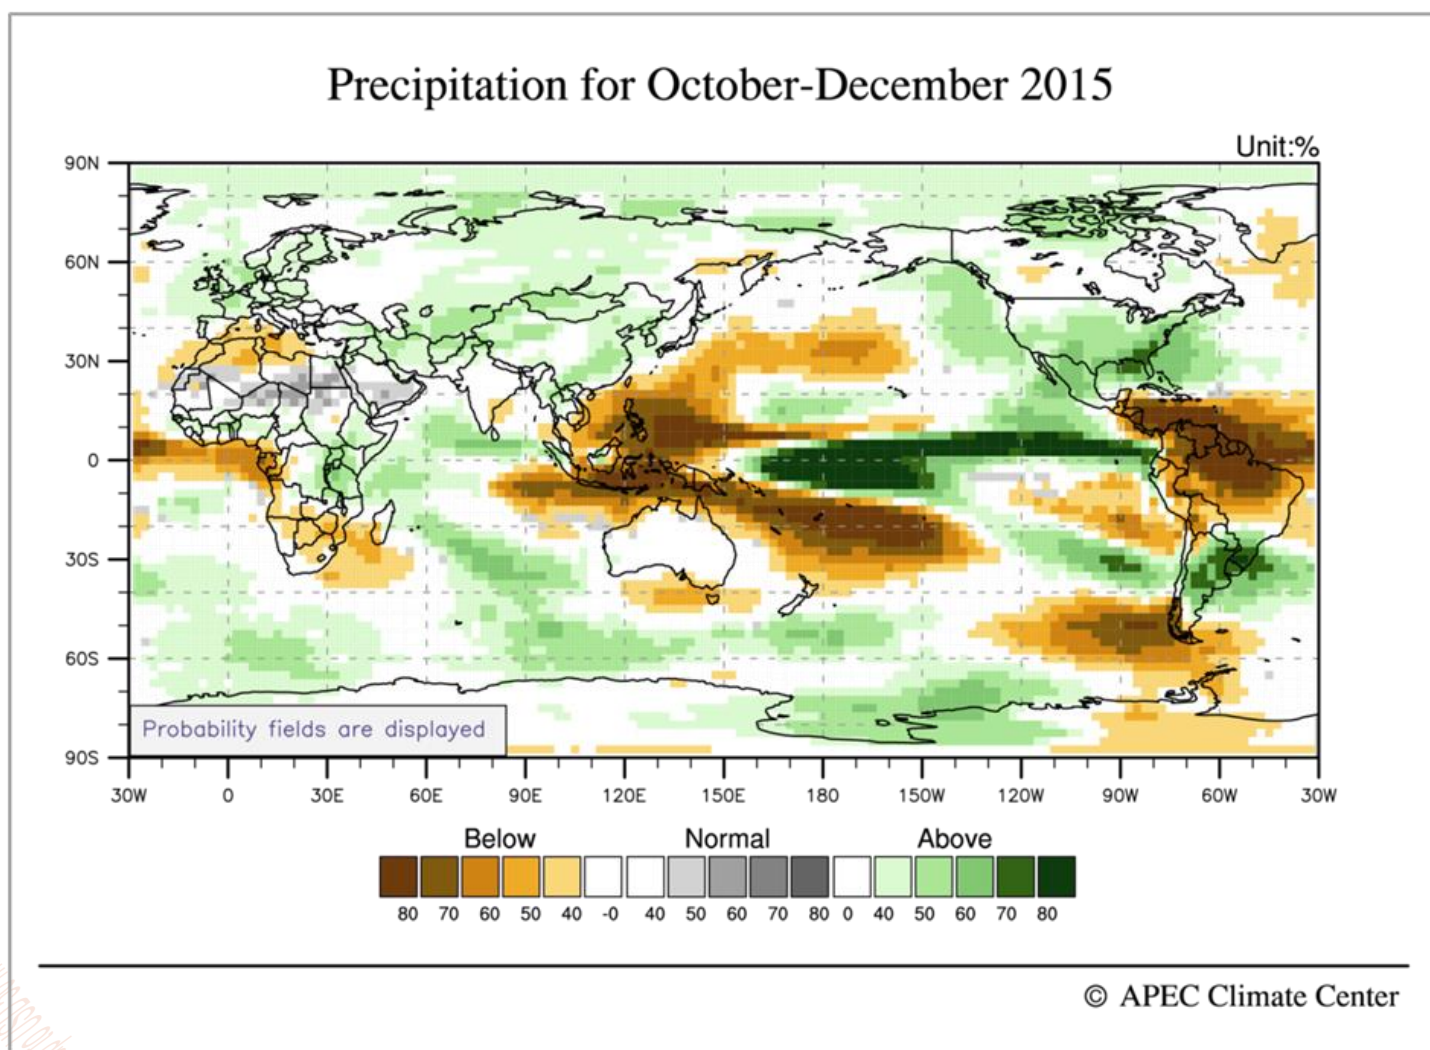 Precipitation for October-December 2015
Unit:%
90N
60N
30N
0
30S
60S
90S
Probability fields are displayed
30W 0 30E 60E 90E 120E 150E 180 150W 120W 90W 60W 30W
Below Normal Above
80 70 60 50 40 -0 40 50 60 70 80 0 40 50 60 70 80
© APEC Climate Center